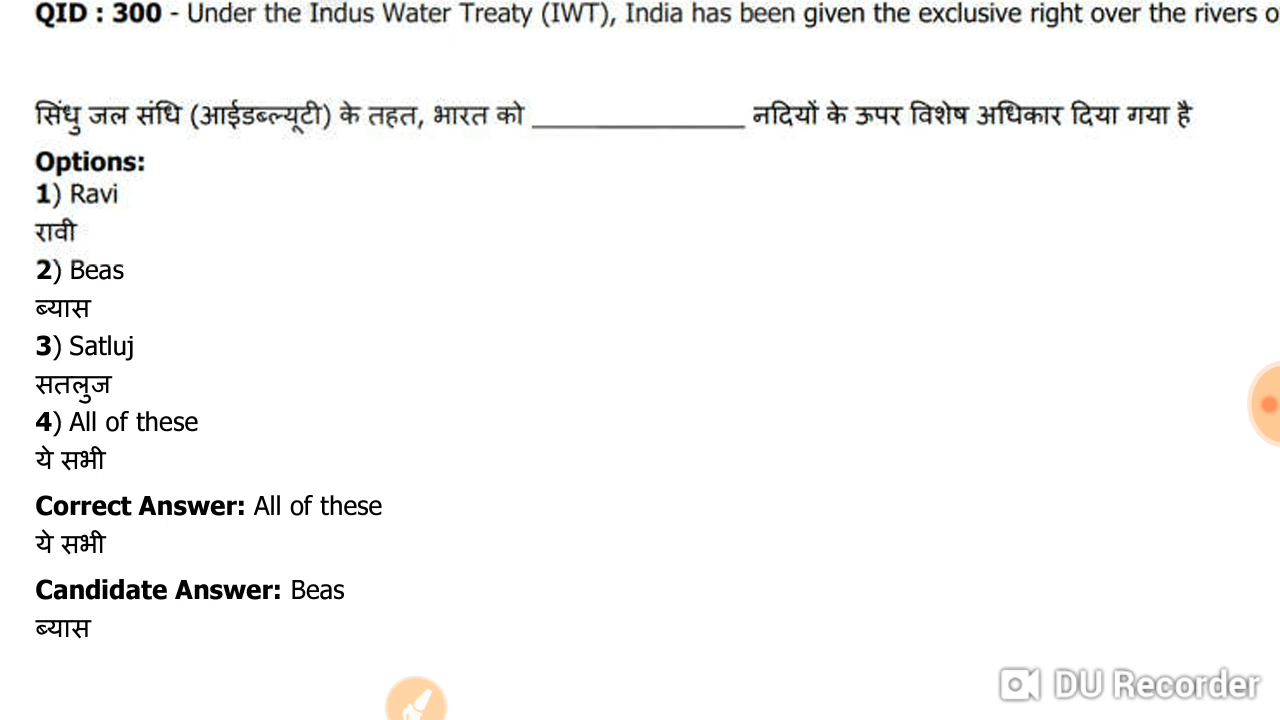 QID : 300 - Under the Indus Water Treaty (IWT), India has been given the exclusive right over the rivers
सिंधु जल संधि (आईडब्ल्यूटी) के तहत, भारत को _______________ नदियों के ऊपर विशेष अधिकार दिया गया है
Options:
1) Ravi
रावी
2) Beas
ब्यास
3) Satluj
सतलुज
4) All of these
ये सभी
Correct Answer: All of these
ये सभी
Candidate Answer: Beas
ब्यास
DU Recorder